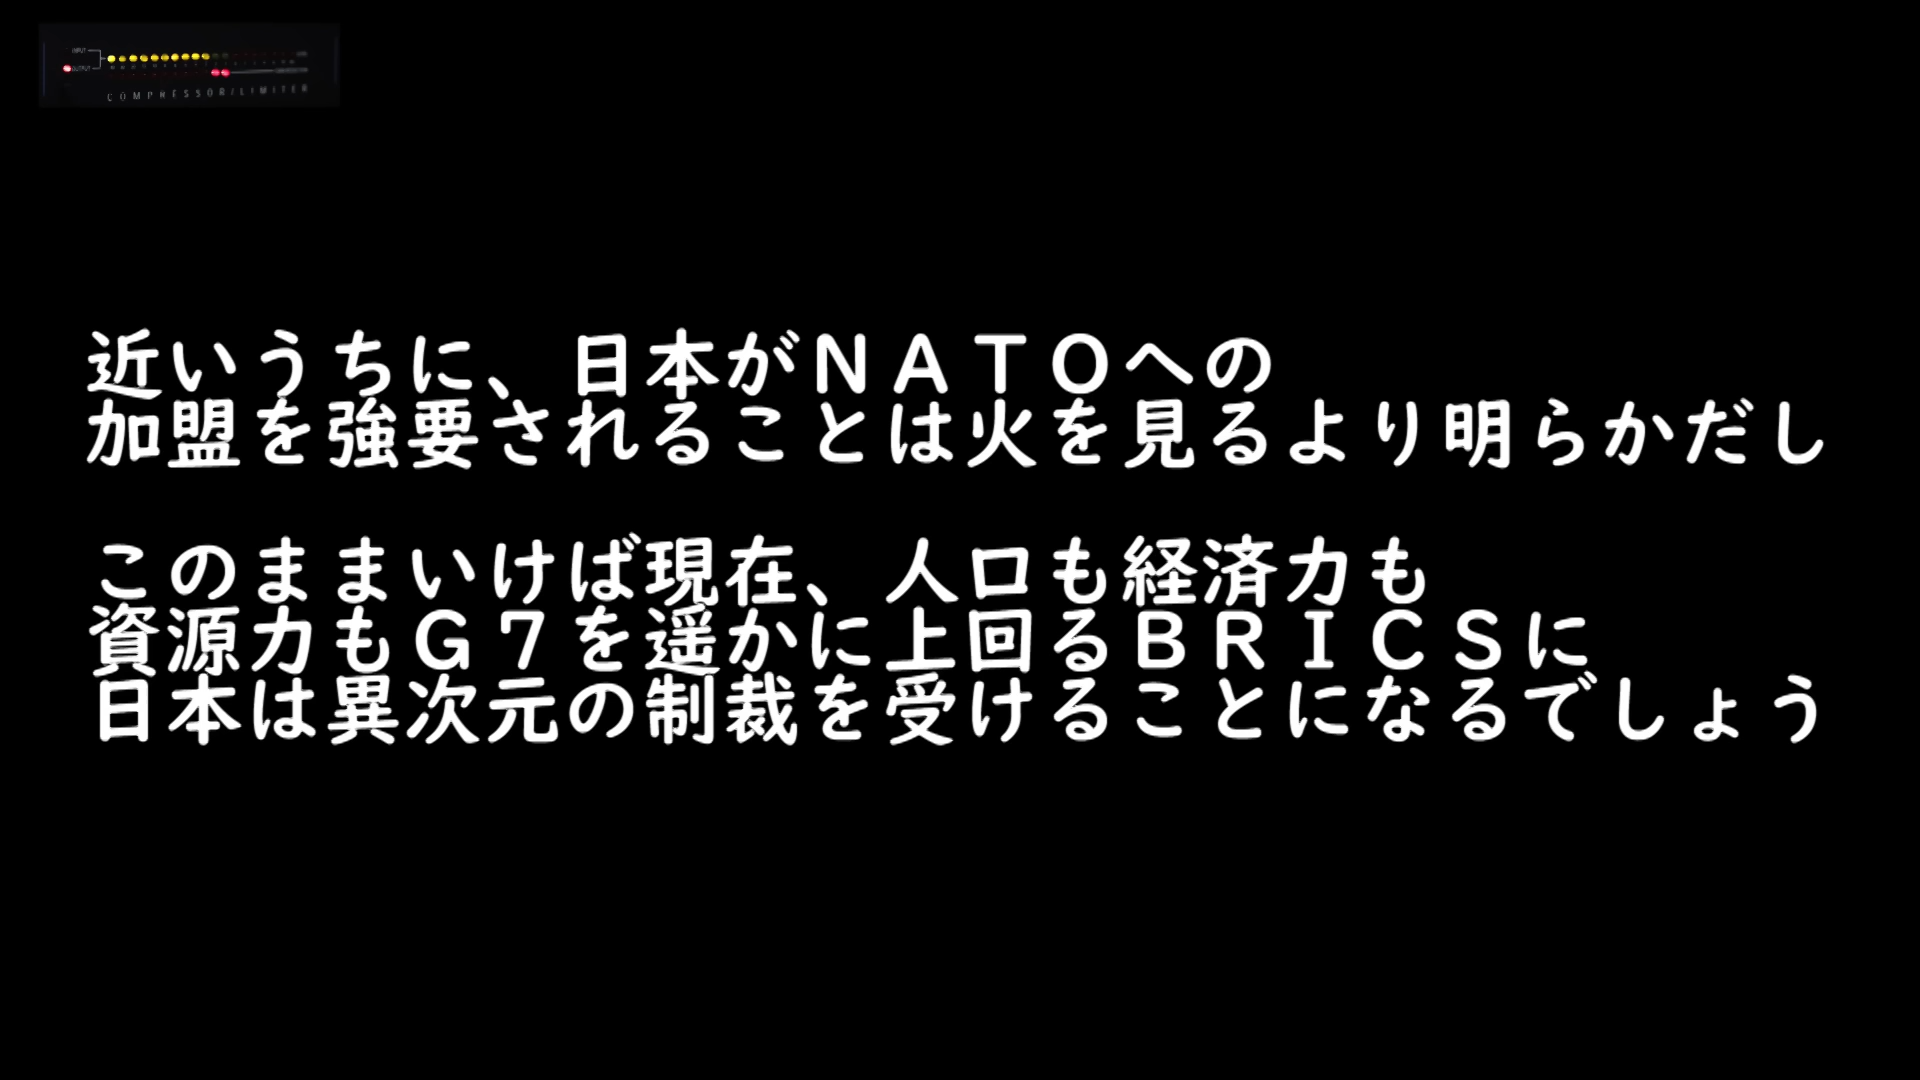 INPUT
OUTPUT
COMPRESSOR/LIMITER
近いうちに、日本がＮＡＴＯへの
加盟を強要されることは火を見るより明らかだし
このままいけば現在、人口も経済力も
資源力もＧ７を遥かに上回るＢＲＩＣＳに
日本は異次元の制裁を受けることになるでしょう